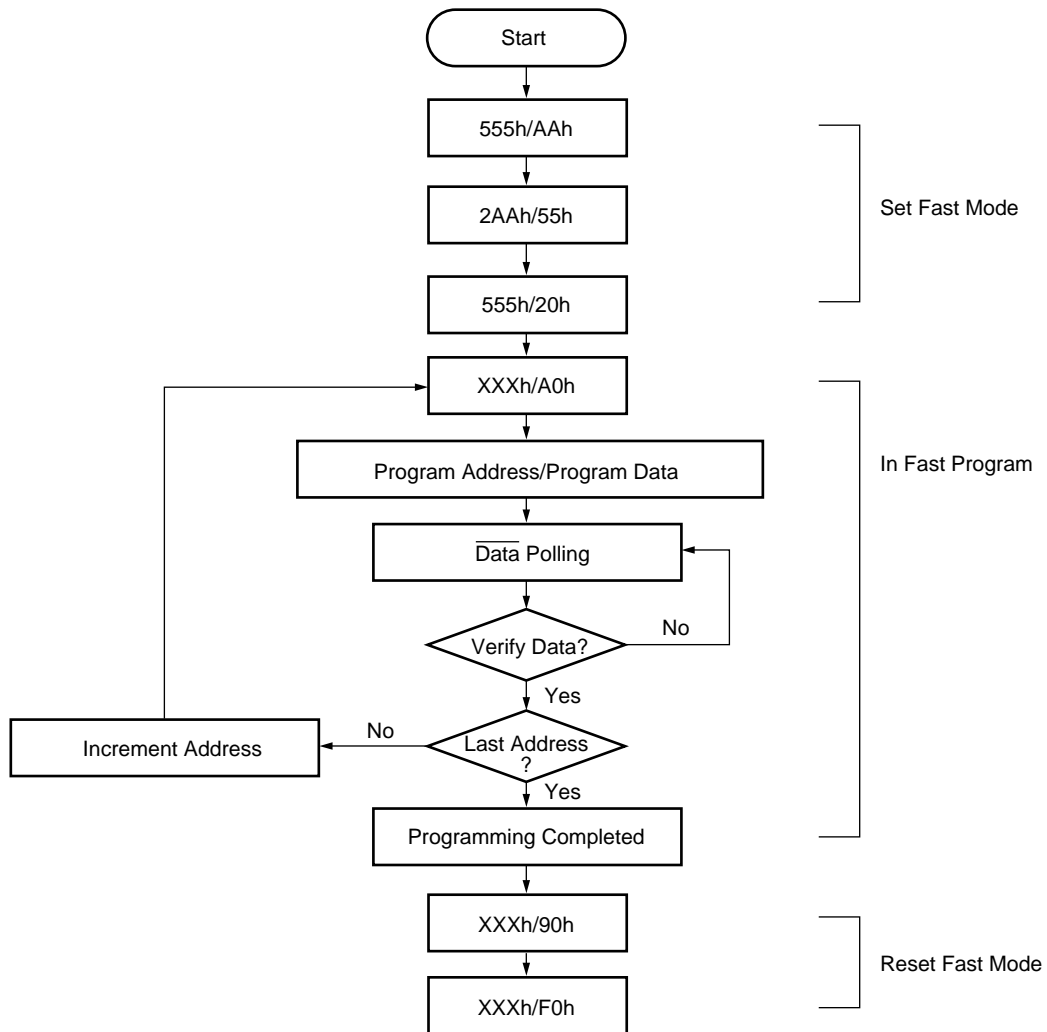 Start
555h/AAh
2AAh/55h
Set Fast Mode
555h/20h
XXXh/A0h
In Fast Program
Program Address/Program Data
Data Polling
Verify Data?
No
Yes
Increment Address
No
Last Address
?
Yes
Programming Completed
XXXh/90h
Reset Fast Mode
XXXh/F0h